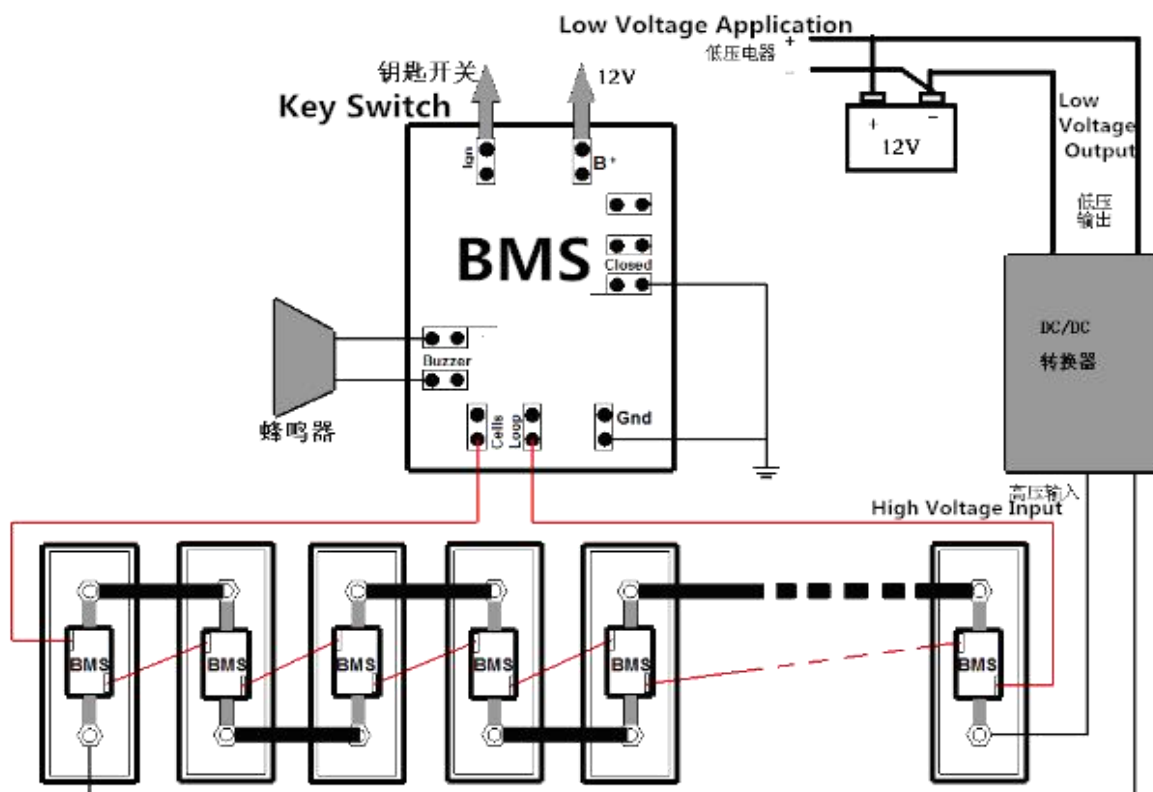 Low Voltage Application
低压电器
+
−
钥匙开关
12V
Key Switch
Ign
B+
+ −
12V
Low
Voltage
Output
低压
输出
BMS
Closed
DC/DC
转换器
Buzzer
蜂鸣器
Cells
Loop
Gnd
高压输入
High Voltage Input
BMS
BMS
BMS
BMS
BMS
BMS